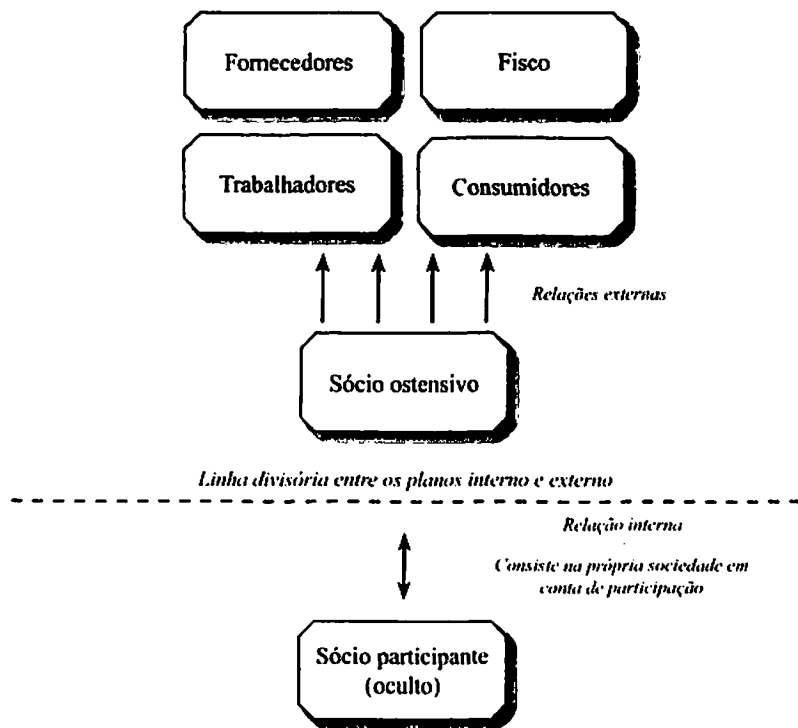 Fornecedores
Fisco
Trabalhadores
Consumidores
Relações externas
Sócio ostensivo
Linha divisória entre os planos interno e externo
Relação interna
Consiste na própria sociedade em
conta de participação
Sócio participante
(oculto)